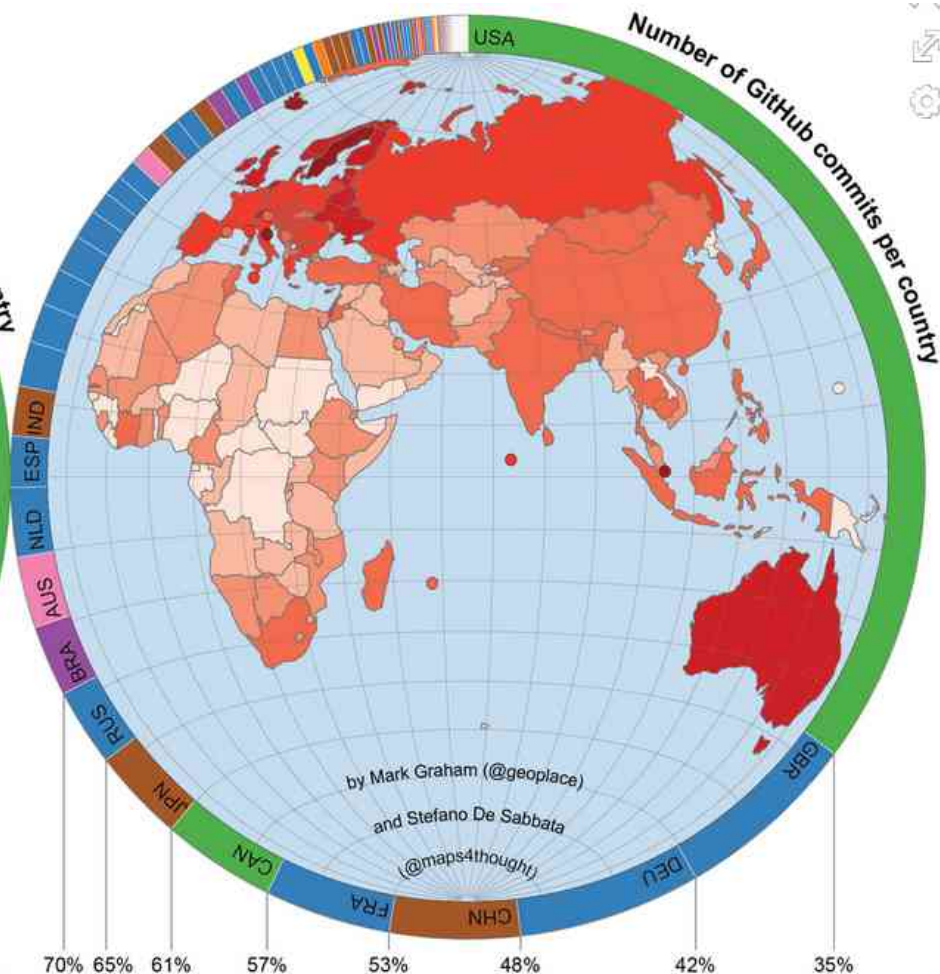 Number of GitHub commits per country
USA
GBR
DEU
CHN
FRA
CAN
JPN
RUS
BRA
AUS
NLD
ESP
IND
by Mark Graham (@geoplace)
and Stefano De Sabbata
(@maps4thought)
70% 65% 61% 57% 53% 48% 42% 35%